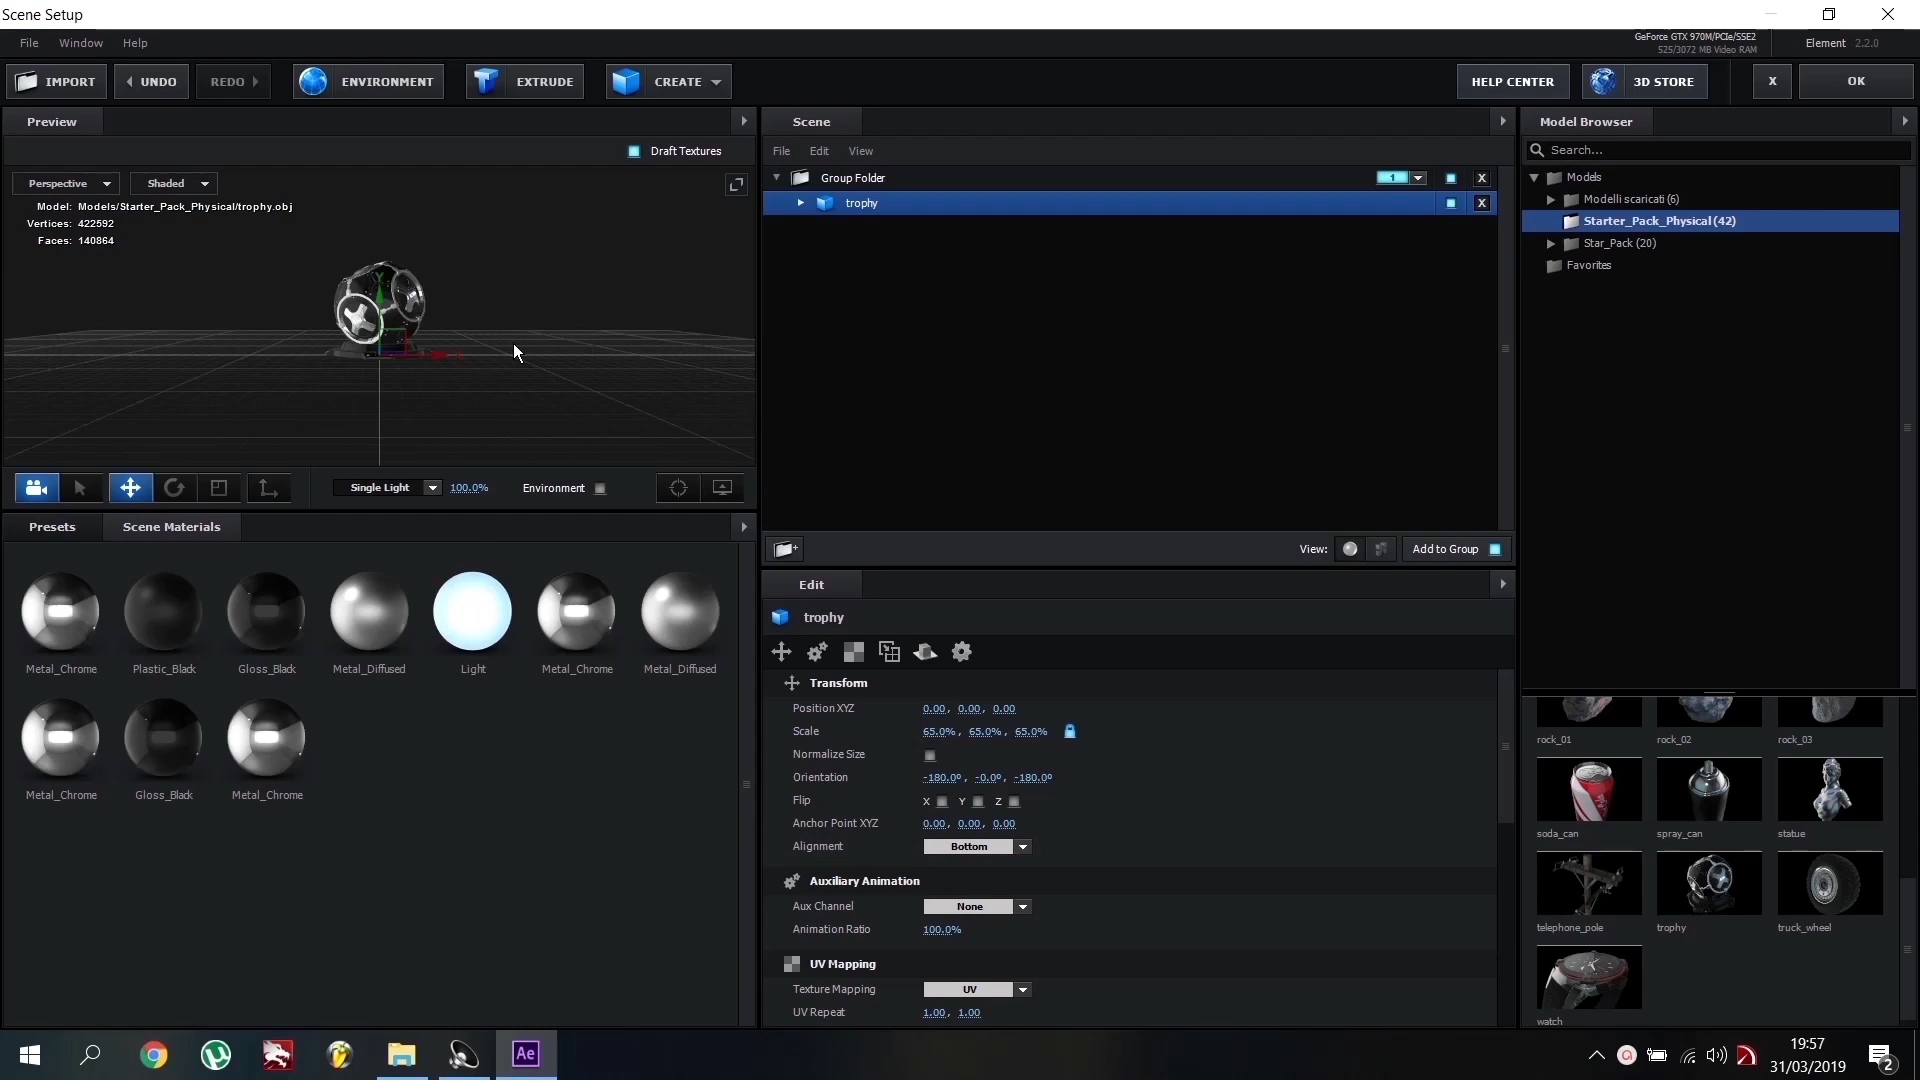 Scene Setup
File Window Help
GeForce GTX 970M/PCIe/SSE2
525/3072 MB Video RAM
Element 2.2.0
IMPORT UNDO REDO ENVIRONMENT EXTRUDE CREATE HELP CENTER 3D STORE X OK
Preview
Draft Textures
Perspective Shaded
Model: Models/Starter_Pack_Physical/trophy.obj
Vertices: 422592
Faces: 140864
Y
Single Light 100.0% Environment
Presets Scene Materials
Metal_Chrome Plastic_Black Gloss_Black Metal_Diffused Light Metal_Chrome Metal_Diffused
Metal_Chrome Gloss_Black Metal_Chrome
Scene
File Edit View
Group Folder 1 X
trophy X
View: Add to Group
Edit
trophy
Transform
Position XYZ 0.00, 0.00, 0.00
Scale 65.0%, 65.0%, 65.0%
Normalize Size
Orientation -180.0º, -0.0º, -180.0º
Flip X Y Z
Anchor Point XYZ 0.00, 0.00, 0.00
Alignment Bottom
Auxiliary Animation
Aux Channel None
Animation Ratio 100.0%
UV Mapping
Texture Mapping UV
UV Repeat 1.00, 1.00
Model Browser
Search...
Models
Modelli scaricati (6)
Starter_Pack_Physical (42)
Star_Pack (20)
Favorites
rock_01 rock_02 rock_03
soda_can spray_can statue
telephone_pole trophy truck_wheel
watch
Ae
19:57
31/03/2019
2